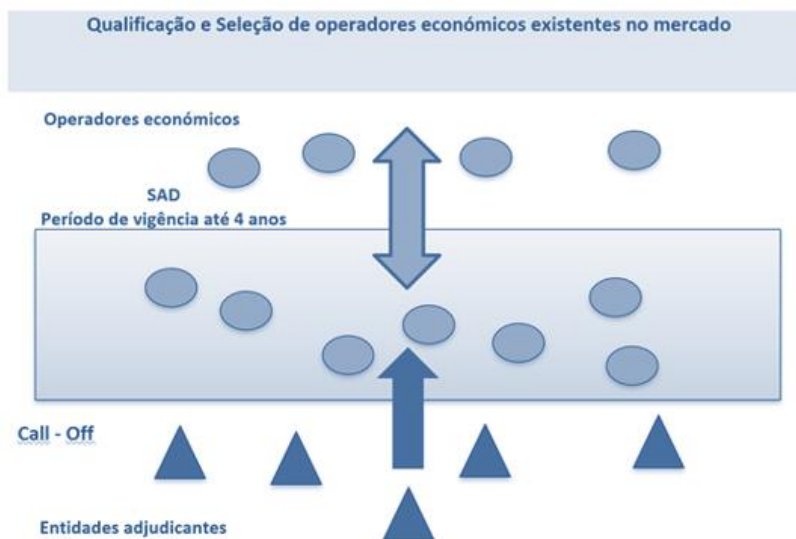 Qualificação e Seleção de operadores económicos existentes no mercado
Operadores económicos
SAD
Período de vigência até 4 anos
Call - Off
Entidades adjudicantes